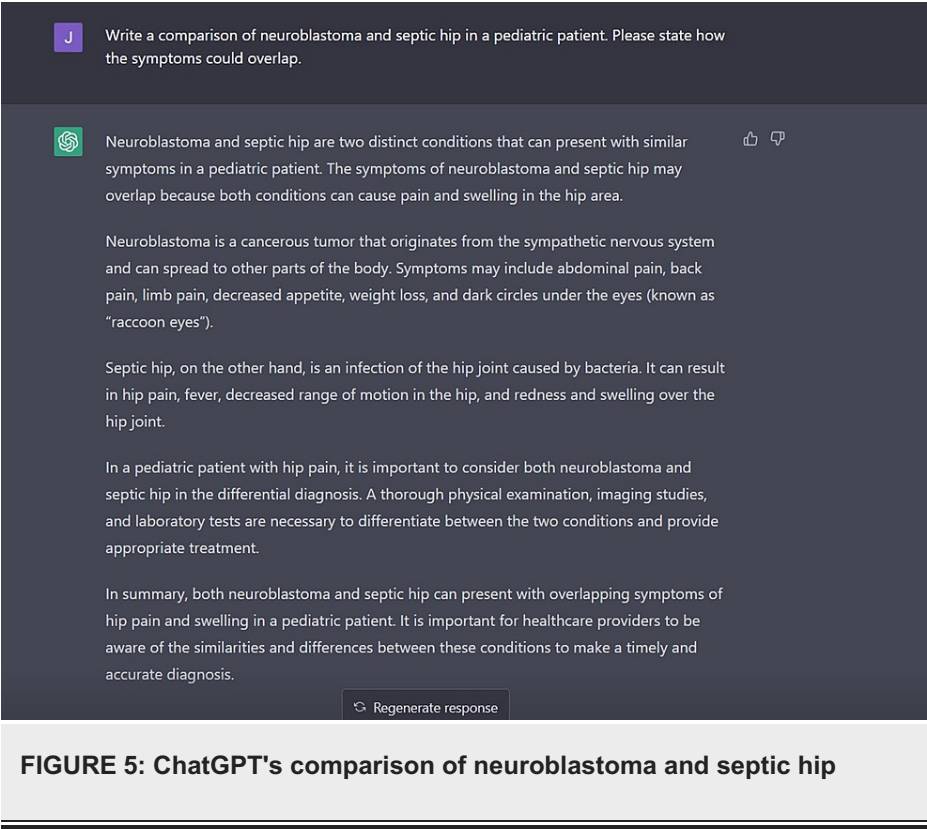 J
Write a comparison of neuroblastoma and septic hip in a pediatric patient. Please state how
the symptoms could overlap.
Neuroblastoma and septic hip are two distinct conditions that can present with similar
symptoms in a pediatric patient. The symptoms of neuroblastoma and septic hip may
overlap because both conditions can cause pain and swelling in the hip area.
Neuroblastoma is a cancerous tumor that originates from the sympathetic nervous system
and can spread to other parts of the body. Symptoms may include abdominal pain, back
pain, limb pain, decreased appetite, weight loss, and dark circles under the eyes (known as
“raccoon eyes”).
Septic hip, on the other hand, is an infection of the hip joint caused by bacteria. It can result
in hip pain, fever, decreased range of motion in the hip, and redness and swelling over the
hip joint.
In a pediatric patient with hip pain, it is important to consider both neuroblastoma and
septic hip in the differential diagnosis. A thorough physical examination, imaging studies,
and laboratory tests are necessary to differentiate between the two conditions and provide
appropriate treatment.
In summary, both neuroblastoma and septic hip can present with overlapping symptoms of
hip pain and swelling in a pediatric patient. It is important for healthcare providers to be
aware of the similarities and differences between these conditions to make a timely and
accurate diagnosis.
Regenerate response
FIGURE 5: ChatGPT's comparison of neuroblastoma and septic hip